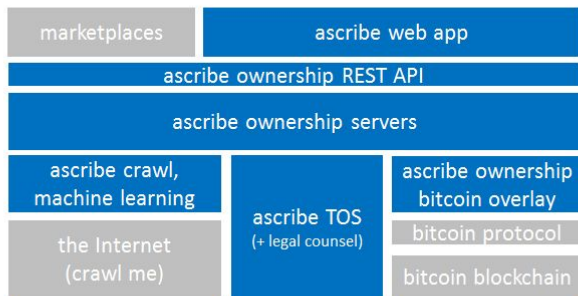 marketplaces
ascribe web app
ascribe ownership REST API
ascribe ownership servers
ascribe crawl,
machine learning
ascribe TOS
(+ legal counsel)
ascribe ownership
bitcoin overlay
the Internet
(crawl me)
bitcoin protocol
bitcoin blockchain